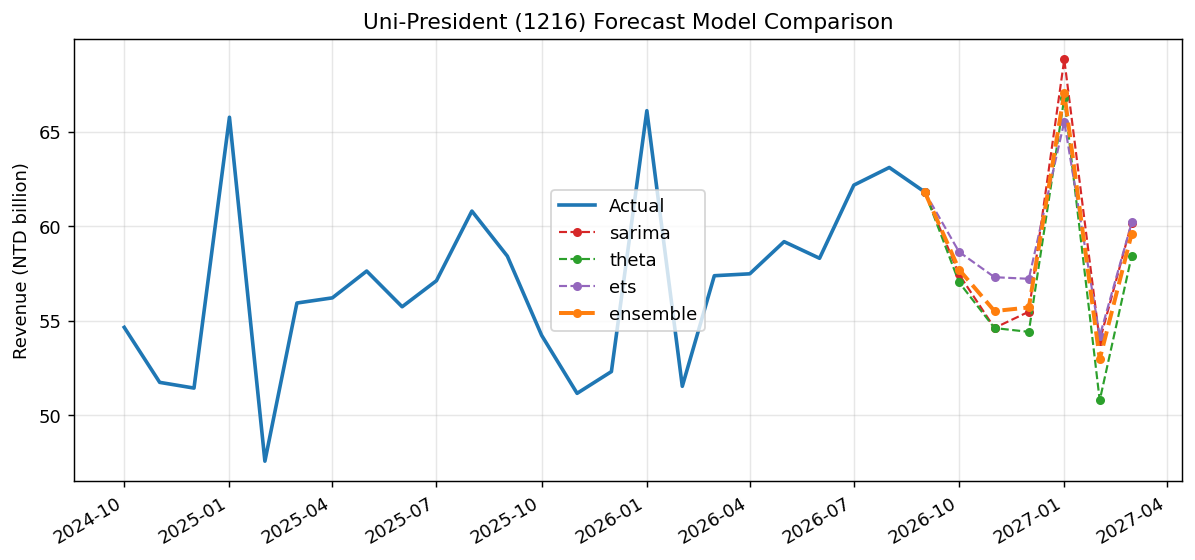 Uni-President (1216) Forecast Model Comparison
Revenue (NTD billion)
65
60
55
50
Actual
sarima
theta
ets
ensemble
2024-10
2025-01
2025-04
2025-07
2025-10
2026-01
2026-04
2026-07
2026-10
2027-01
2027-04